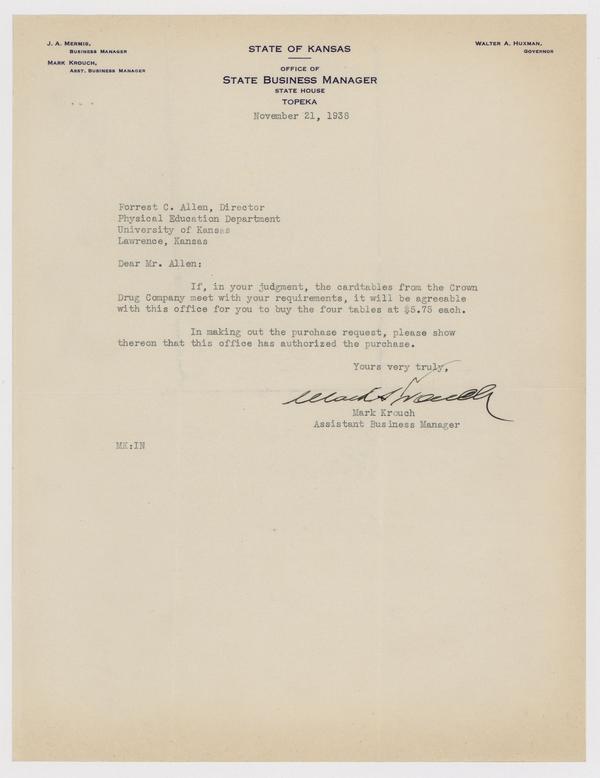 J. A. Mermis,
Business Manager
Mark Krouch,
Asst. Business Manager
STATE OF KANSAS
OFFICE OF
STATE BUSINESS MANAGER
STATE HOUSE
TOPEKA
Walter A. Huxman,
Governor
November 21, 1938
Forrest C. Allen, Director
Physical Education Department
University of Kansas
Lawrence, Kansas
Dear Mr. Allen:
If, in your judgment, the cardtables from the Crown
Drug Company meet with your requirements, it will be agreeable
with this office for you to buy the four tables at $5.75 each.
In making out the purchase request, please show
thereon that this office has authorized the purchase.
Yours very truly,
Mark Krouch
Mark Krouch
Assistant Business Manager
MK:IN